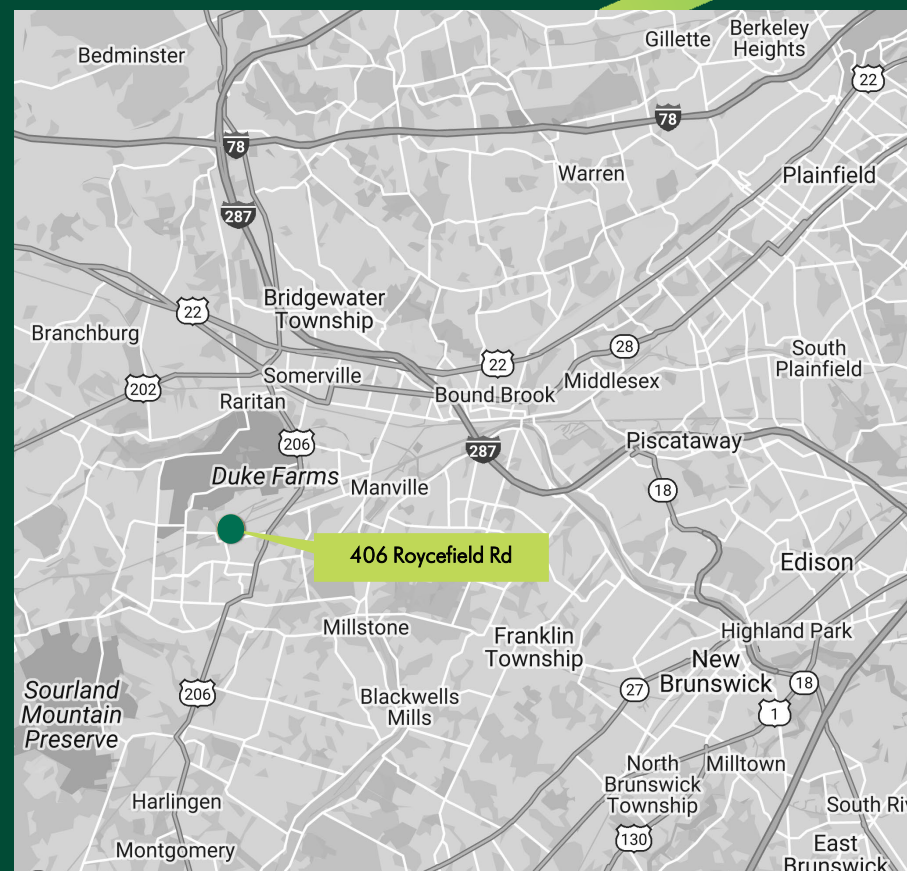 Bedminster
Gillette
Berkeley
Heights
22
78
78
Warren
Plainfield
287
Bridgewater
Township
22
Branchburg
28
South
Plainfield
22
Somerville
202
Middlesex
Bound Brook
Raritan
206
Piscataway
287
Duke Farms
Manville
18
406 Roycefield Rd
Edison
Millstone
Franklin
Township
Highland Park
New
Brunswick
Sourland
Mountain
Preserve
206
Blackwells
Mills
27
18
1
North
Brunswick
Township
Milltown
Harlingen
South Riv
130
Montgomery
East
Brunswick